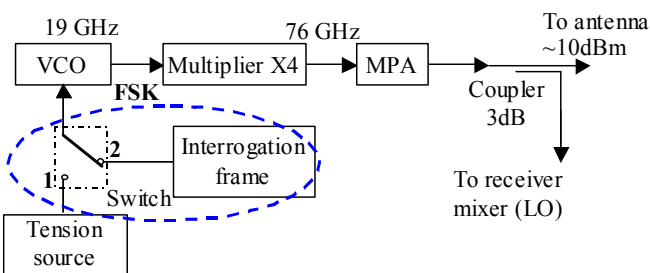 19 GHz
76 GHz
To antenna
~10dBm
VCO
Multiplier X4
MPA
FSK
Coupler
3dB
2
Interrogation
frame
1
Switch
To receiver
mixer (LO)
Tension
source